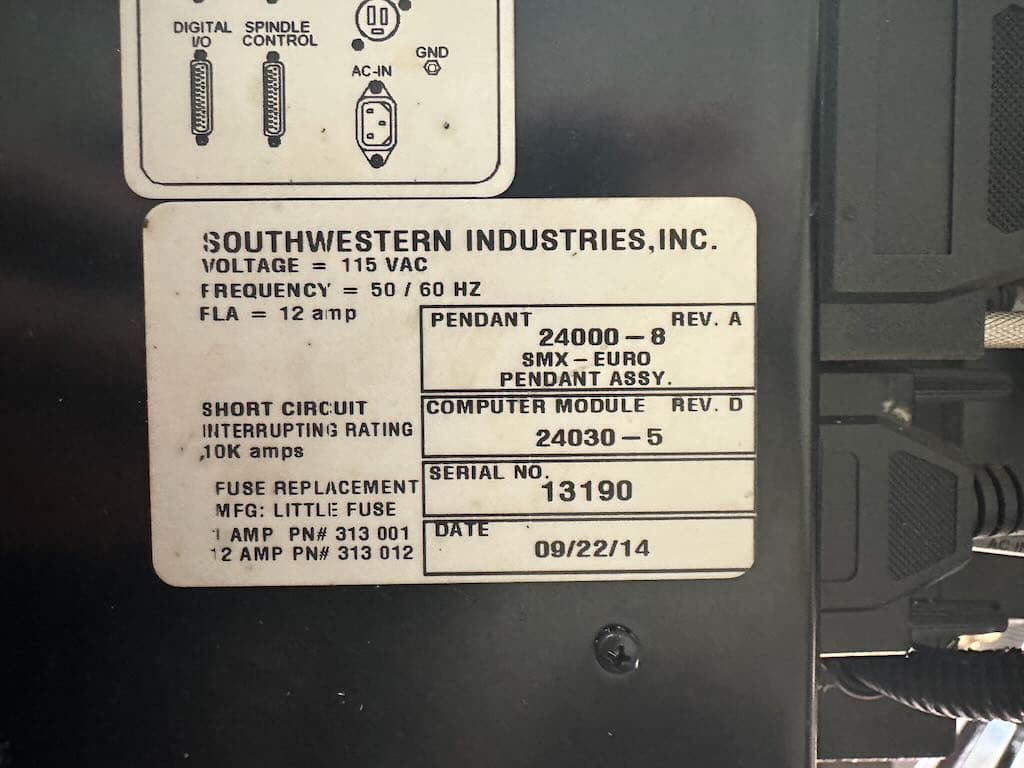 DIGITAL I/O
SPINDLE CONTROL
GND
AC-IN
SOUTHWESTERN INDUSTRIES, INC.
VOLTAGE = 115 VAC
FREQUENCY = 50 / 60 HZ
FLA = 12 amp
PENDANT REV. A
24000-8
SMX-EURO
PENDANT ASSY.
SHORT CIRCUIT
INTERRUPTING RATING
10K amps
COMPUTER MODULE REV. D
24030-5
SERIAL NO.
13190
FUSE REPLACEMENT
MFG: LITTLE FUSE
1 AMP PN# 313 001
12 AMP PN# 313 012
DATE
09/22/14